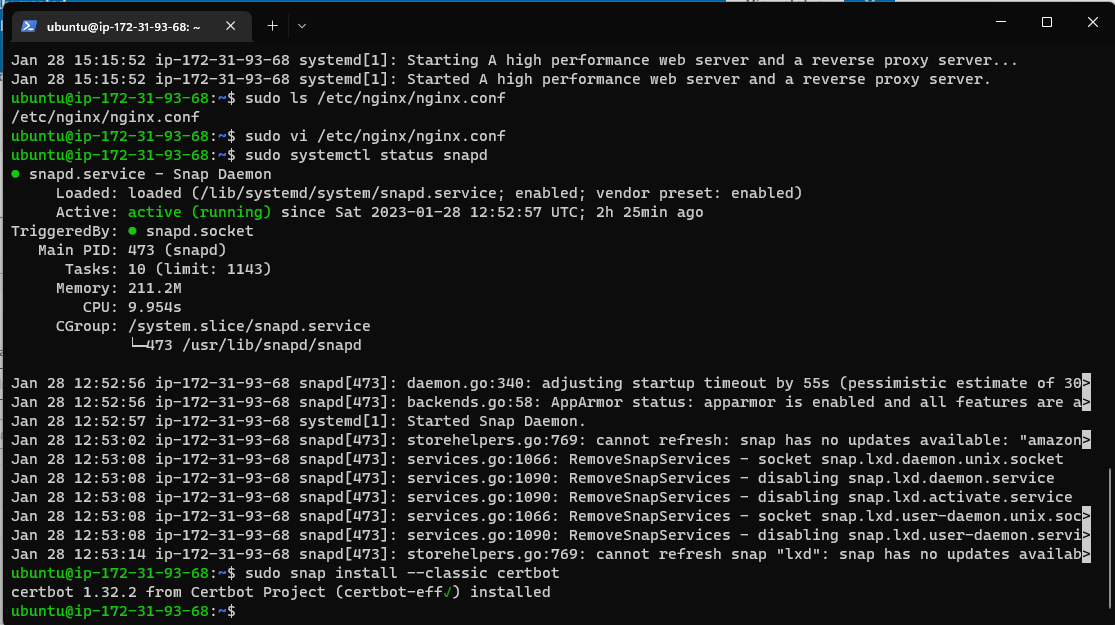 ubuntu@ip-172-31-93-68: ~
Jan 28 15:15:52 ip-172-31-93-68 systemd[1]: Starting A high performance web server and a reverse proxy server...
Jan 28 15:15:52 ip-172-31-93-68 systemd[1]: Started A high performance web server and a reverse proxy server.
ubuntu@ip-172-31-93-68:~$ sudo ls /etc/nginx/nginx.conf
/etc/nginx/nginx.conf
ubuntu@ip-172-31-93-68:~$ sudo vi /etc/nginx/nginx.conf
ubuntu@ip-172-31-93-68:~$ sudo systemctl status snapd
● snapd.service - Snap Daemon
Loaded: loaded (/lib/systemd/system/snapd.service; enabled; vendor preset: enabled)
Active: active (running) since Sat 2023-01-28 12:52:57 UTC; 2h 25min ago
TriggeredBy: ● snapd.socket
Main PID: 473 (snapd)
Tasks: 10 (limit: 1143)
Memory: 211.2M
CPU: 9.954s
CGroup: /system.slice/snapd.service
└─473 /usr/lib/snapd/snapd
Jan 28 12:52:56 ip-172-31-93-68 snapd[473]: daemon.go:340: adjusting startup timeout by 55s (pessimistic estimate of 30>
Jan 28 12:52:56 ip-172-31-93-68 snapd[473]: backends.go:58: AppArmor status: apparmor is enabled and all features are a>
Jan 28 12:52:57 ip-172-31-93-68 systemd[1]: Started Snap Daemon.
Jan 28 12:53:02 ip-172-31-93-68 snapd[473]: storehelpers.go:769: cannot refresh: snap has no updates available: "amazon>
Jan 28 12:53:08 ip-172-31-93-68 snapd[473]: services.go:1066: RemoveSnapServices - socket snap.lxd.daemon.unix.socket
Jan 28 12:53:08 ip-172-31-93-68 snapd[473]: services.go:1090: RemoveSnapServices - disabling snap.lxd.daemon.service
Jan 28 12:53:08 ip-172-31-93-68 snapd[473]: services.go:1090: RemoveSnapServices - disabling snap.lxd.activate.service
Jan 28 12:53:08 ip-172-31-93-68 snapd[473]: services.go:1066: RemoveSnapServices - socket snap.lxd.user-daemon.unix.soc>
Jan 28 12:53:08 ip-172-31-93-68 snapd[473]: services.go:1090: RemoveSnapServices - disabling snap.lxd.user-daemon.servi>
Jan 28 12:53:14 ip-172-31-93-68 snapd[473]: storehelpers.go:769: cannot refresh snap "lxd": snap has no updates availab>
ubuntu@ip-172-31-93-68:~$ sudo snap install --classic certbot
certbot 1.32.2 from Certbot Project (certbot-eff✓) installed
ubuntu@ip-172-31-93-68:~$